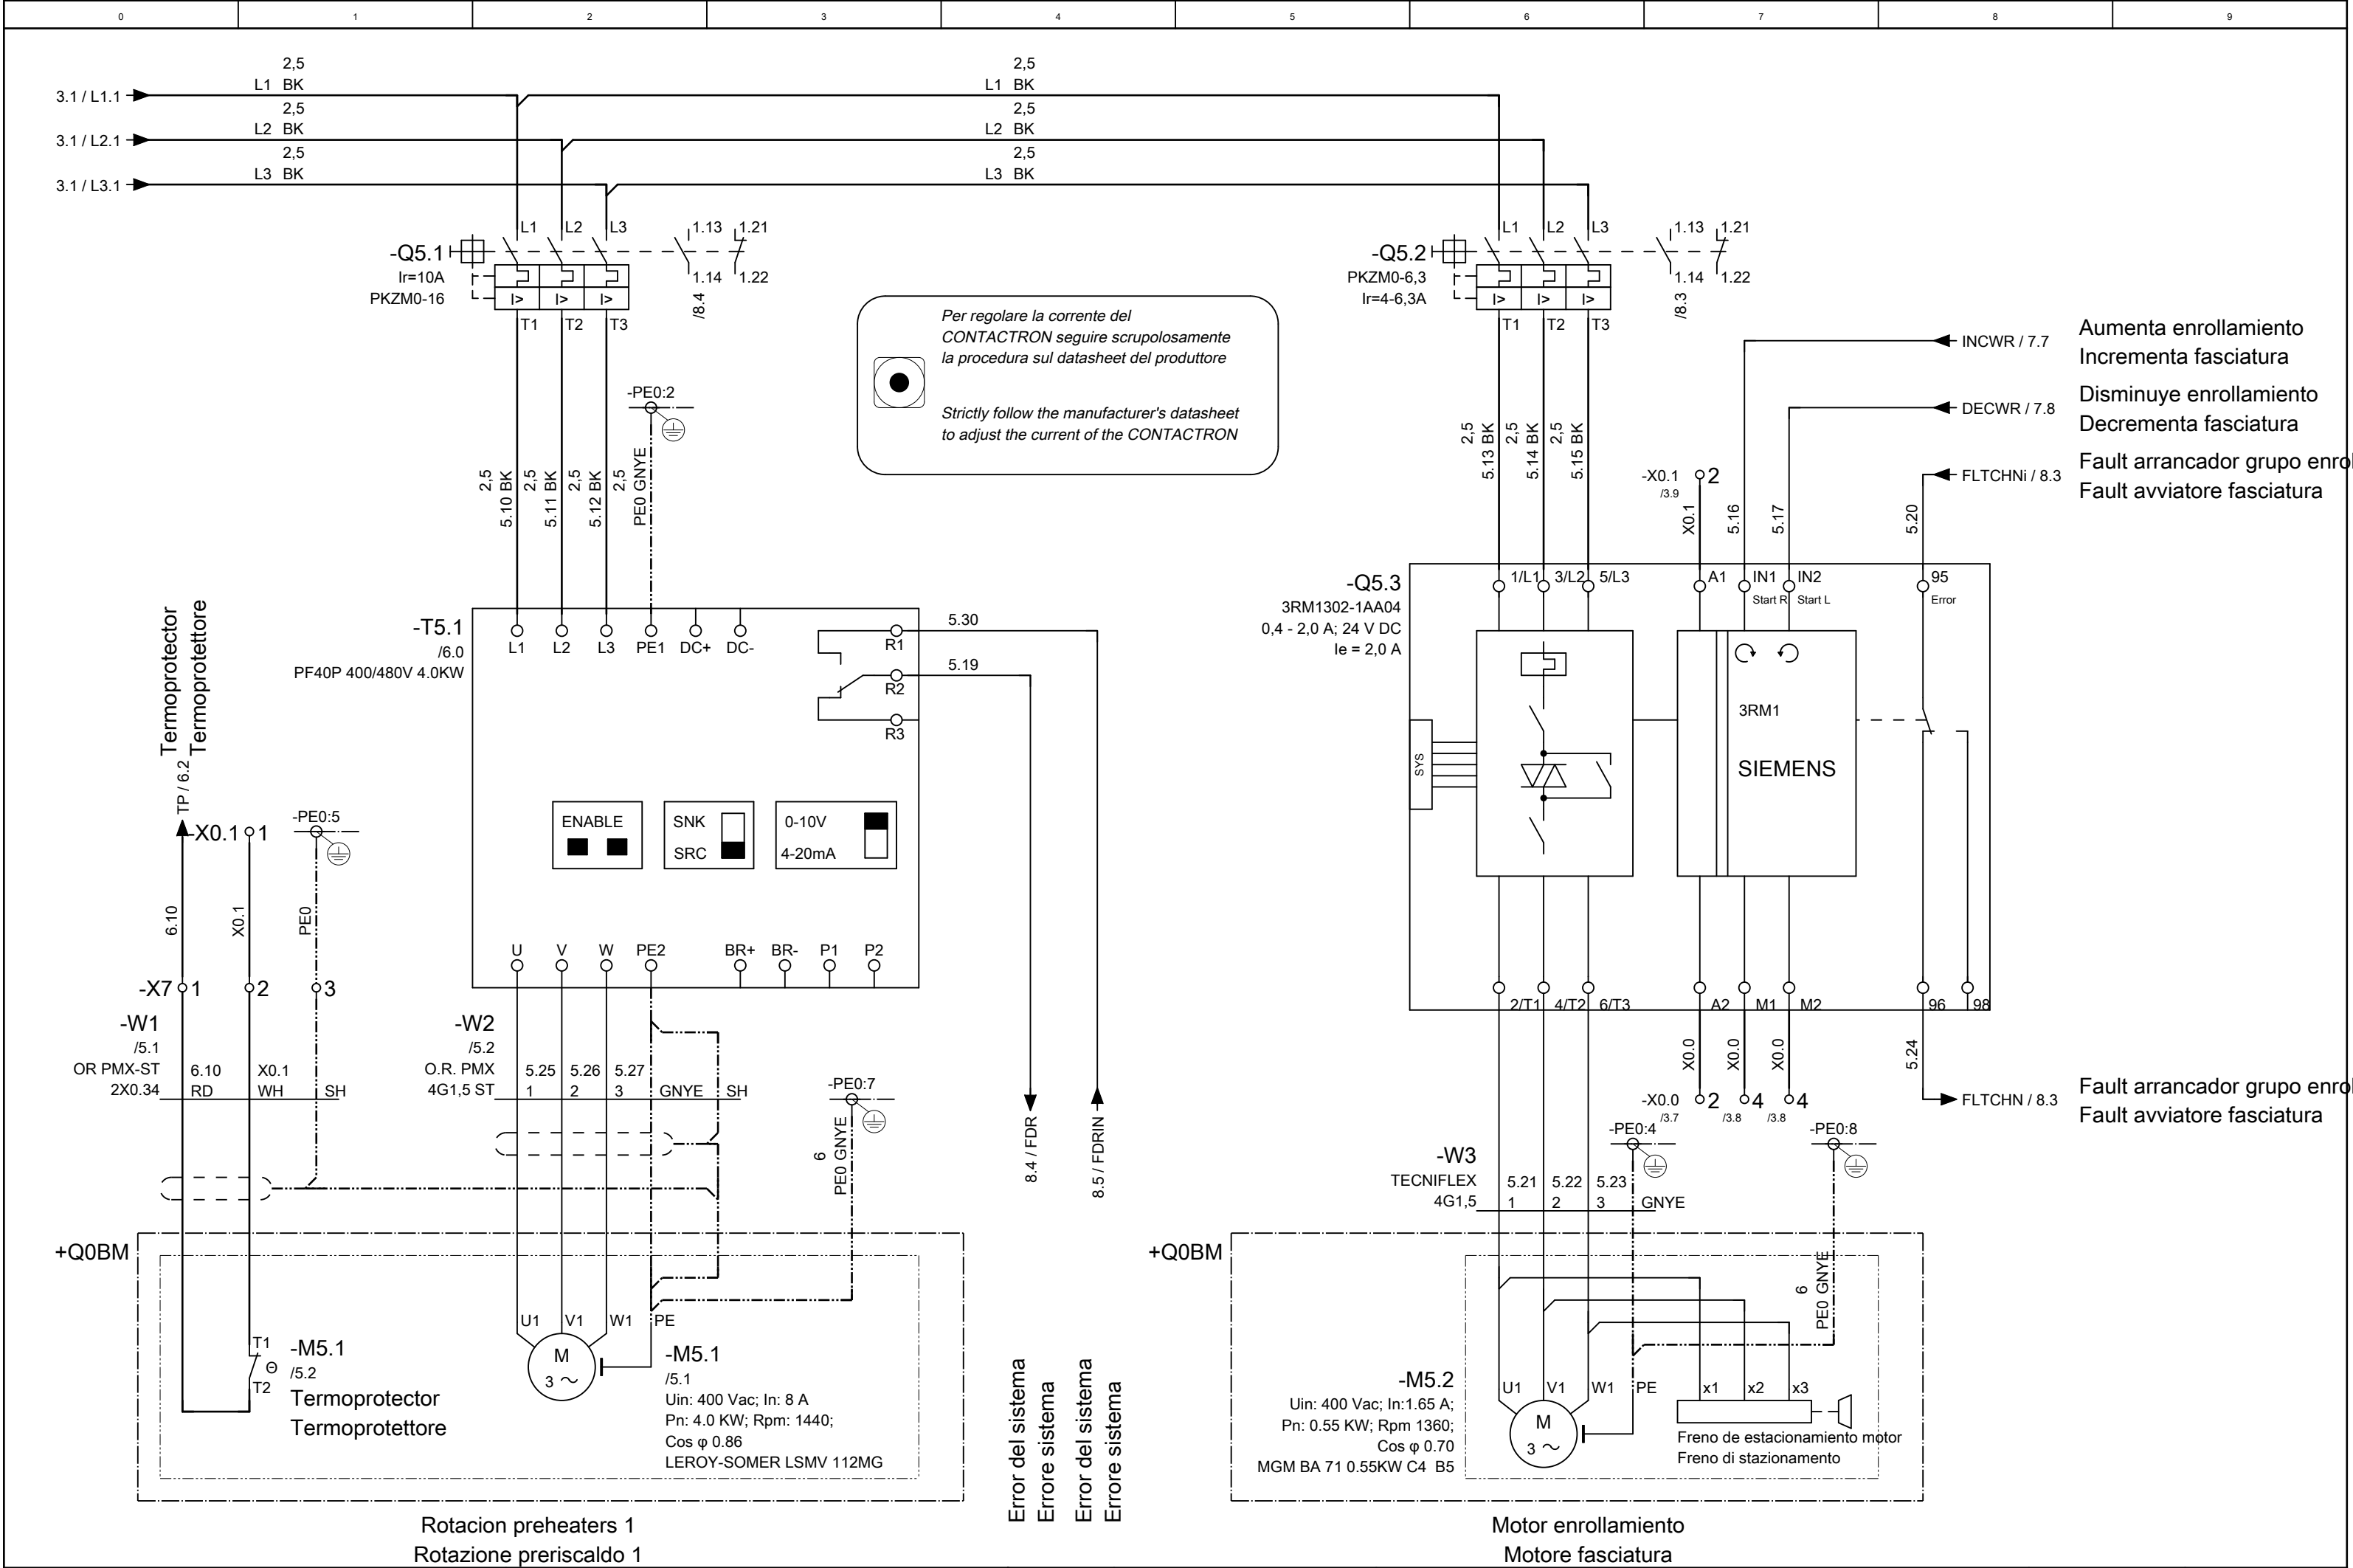 0 1 2 3 4 5 6 7 8 9
2,5
L1 BK
3.1 / L1.1
2,5
L2 BK
3.1 / L2.1
2,5
L3 BK
3.1 / L3.1
2,5
L1 BK
2,5
L2 BK
2,5
L3 BK
-Q5.1
Ir=10A
PKZM0-16
L1 L2 L3
1.13 1.21
1.14 1.22
/8.4
I> I> I>
T1 T2 T3
Per regolare la corrente del
CONTACTRON seguire scrupolosamente
la procedura sul datasheet del produttore
Strictly follow the manufacturer's datasheet
to adjust the current of the CONTACTRON
-Q5.2
PKZM0-6,3
Ir=4-6,3A
L1 L2 L3
1.13 1.21
1.14 1.22
/8.3
I> I> I>
T1 T2 T3
INCWR / 7.7
Aumenta enrollamiento
Incrementa fasciatura
DECWR / 7.8
Disminuye enrollamiento
Decrementa fasciatura
FLTCHNi / 8.3
Fault arrancador grupo enrol
Fault avviatore fasciatura
-PE0:2
2,5
5.10 BK
2,5
5.11 BK
2,5
5.12 BK
2,5
PE0 GNYE
2,5
5.13 BK
2,5
5.14 BK
2,5
5.15 BK
-X0.1 2
/3.9
X0.1
5.16
5.17
5.20
-T5.1
/6.0
PF40P 400/480V 4.0KW
L1 L2 L3 PE1 DC+ DC-
R1
R2
R3
5.30
5.19
ENABLE
SNK
SRC
0-10V
4-20mA
U V W PE2 BR+ BR- P1 P2
-Q5.3
3RM1302-1AA04
0,4 - 2,0 A; 24 V DC
Ie = 2,0 A
1/L1 3/L2 5/L3 A1 IN1 IN2 95
Start R Start L Error
SYS
3RM1
SIEMENS
2/T1 4/T2 6/T3 A2 M1 M2 96 98
Termoprotector
Termoprottettore
TP / 6.2
-X0.1 1
-PE0:5
6.10
X0.1
PE0
-X7 1 2 3
-W1
/5.1
OR PMX-ST
2X0.34
6.10 X0.1
RD WH SH
-W2
/5.2
O.R. PMX
4G1,5 ST
5.25 5.26 5.27
1 2 3 GNYE SH
-PE0:7
6
PE0 GNYE
8.4 / FDR
8.5 / FDRIN
X0.0
X0.0
X0.0
5.24
-X0.0 2 4 4
/3.7 /3.8 /3.8
FLTCHN / 8.3
Fault arrancador grupo enrol
Fault avviatore fasciatura
-W3
TECNIFLEX
4G1,5
5.21 5.22 5.23
1 2 3 GNYE
-PE0:4
-PE0:8
6
PE0 GNYE
+Q0BM
T1
T2
Θ
-M5.1
/5.2
Termoprotector
Termoprotettore
U1 V1 W1 PE
M
3 ~
-M5.1
/5.1
Uin: 400 Vac; In: 8 A
Pn: 4.0 KW; Rpm: 1440;
Cos φ 0.86
LEROY-SOMER LSMV 112MG
Error del sistema
Errore sistema
Error del sistema
Errore sistema
+Q0BM
-M5.2
Uin: 400 Vac; In:1.65 A;
Pn: 0.55 KW; Rpm 1360;
Cos φ 0.70
MGM BA 71 0.55KW C4 B5
U1 V1 W1 PE
M
3 ~
x1 x2 x3
Freno de estacionamiento motor
Freno di stazionamento
Rotacion preheaters 1
Rotazione preriscaldo 1
Motor enrollamiento
Motore fasciatura